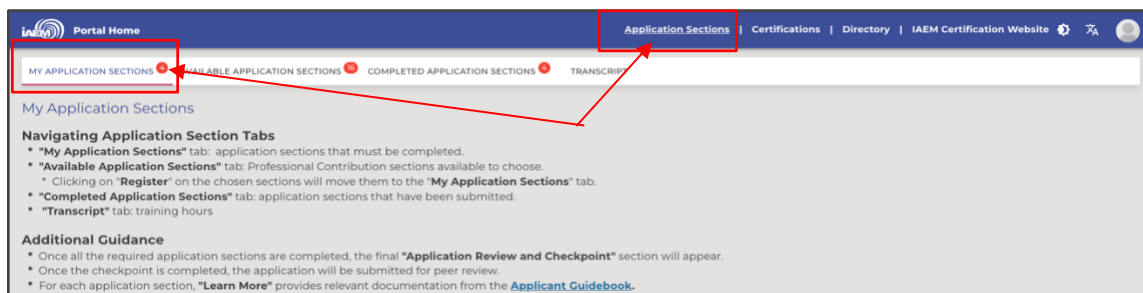 iAEM Portal Home Application Sections | Certifications | Directory | IAEM Certification Website
MY APPLICATION SECTIONS 4 AVAILABLE APPLICATION SECTIONS 16 COMPLETED APPLICATION SECTIONS 4 TRANSCRIPT
My Application Sections
Navigating Application Section Tabs
* "My Application Sections" tab: application sections that must be completed.
* "Available Application Sections" tab: Professional Contribution sections available to choose.
* Clicking on "Register" on the chosen sections will move them to the "My Application Sections" tab.
* "Completed Application Sections" tab: application sections that have been submitted.
* "Transcript" tab: training hours
Additional Guidance
* Once all the required application sections are completed, the final "Application Review and Checkpoint" section will appear.
* Once the checkpoint is completed, the application will be submitted for peer review.
* For each application section, "Learn More" provides relevant documentation from the Applicant Guidebook.